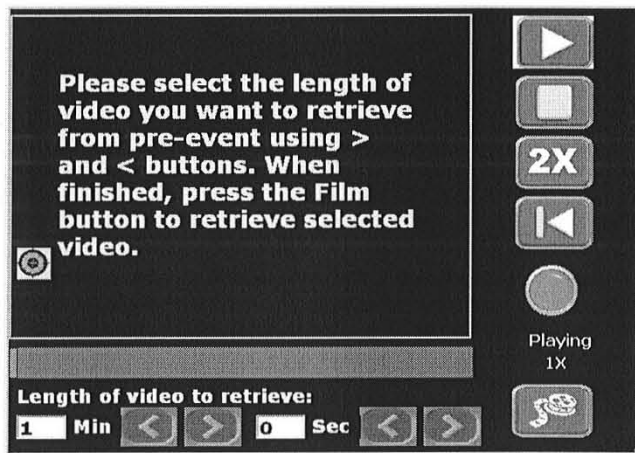 Please select the length of
video you want to retrieve
from pre-event using >
and < buttons. When
finished, press the Film
button to retrieve selected
video.
2X
Playing
1X
Length of video to retrieve:
1 Min < > 0 Sec < >